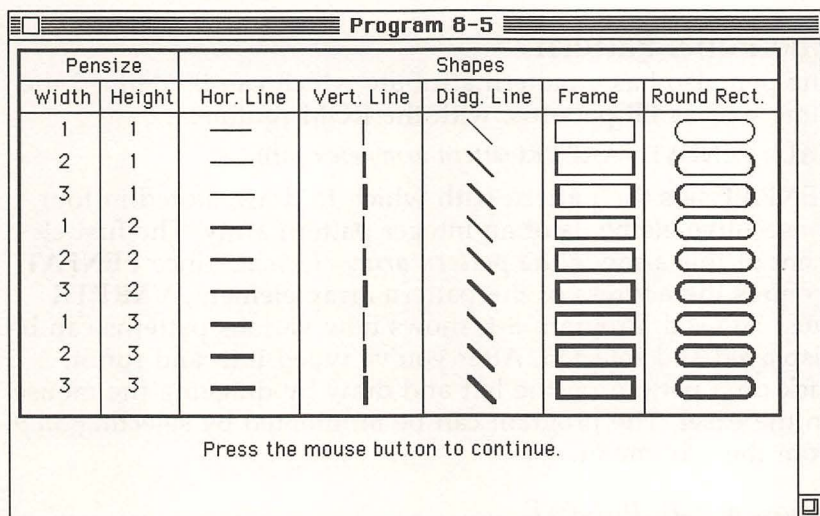 Program 8-5
Pensize Shapes
Width Height Hor. Line Vert. Line Diag. Line Frame Round Rect.
1 1
2 1
3 1
1 2
2 2
3 2
1 3
2 3
3 3
Press the mouse button to continue.